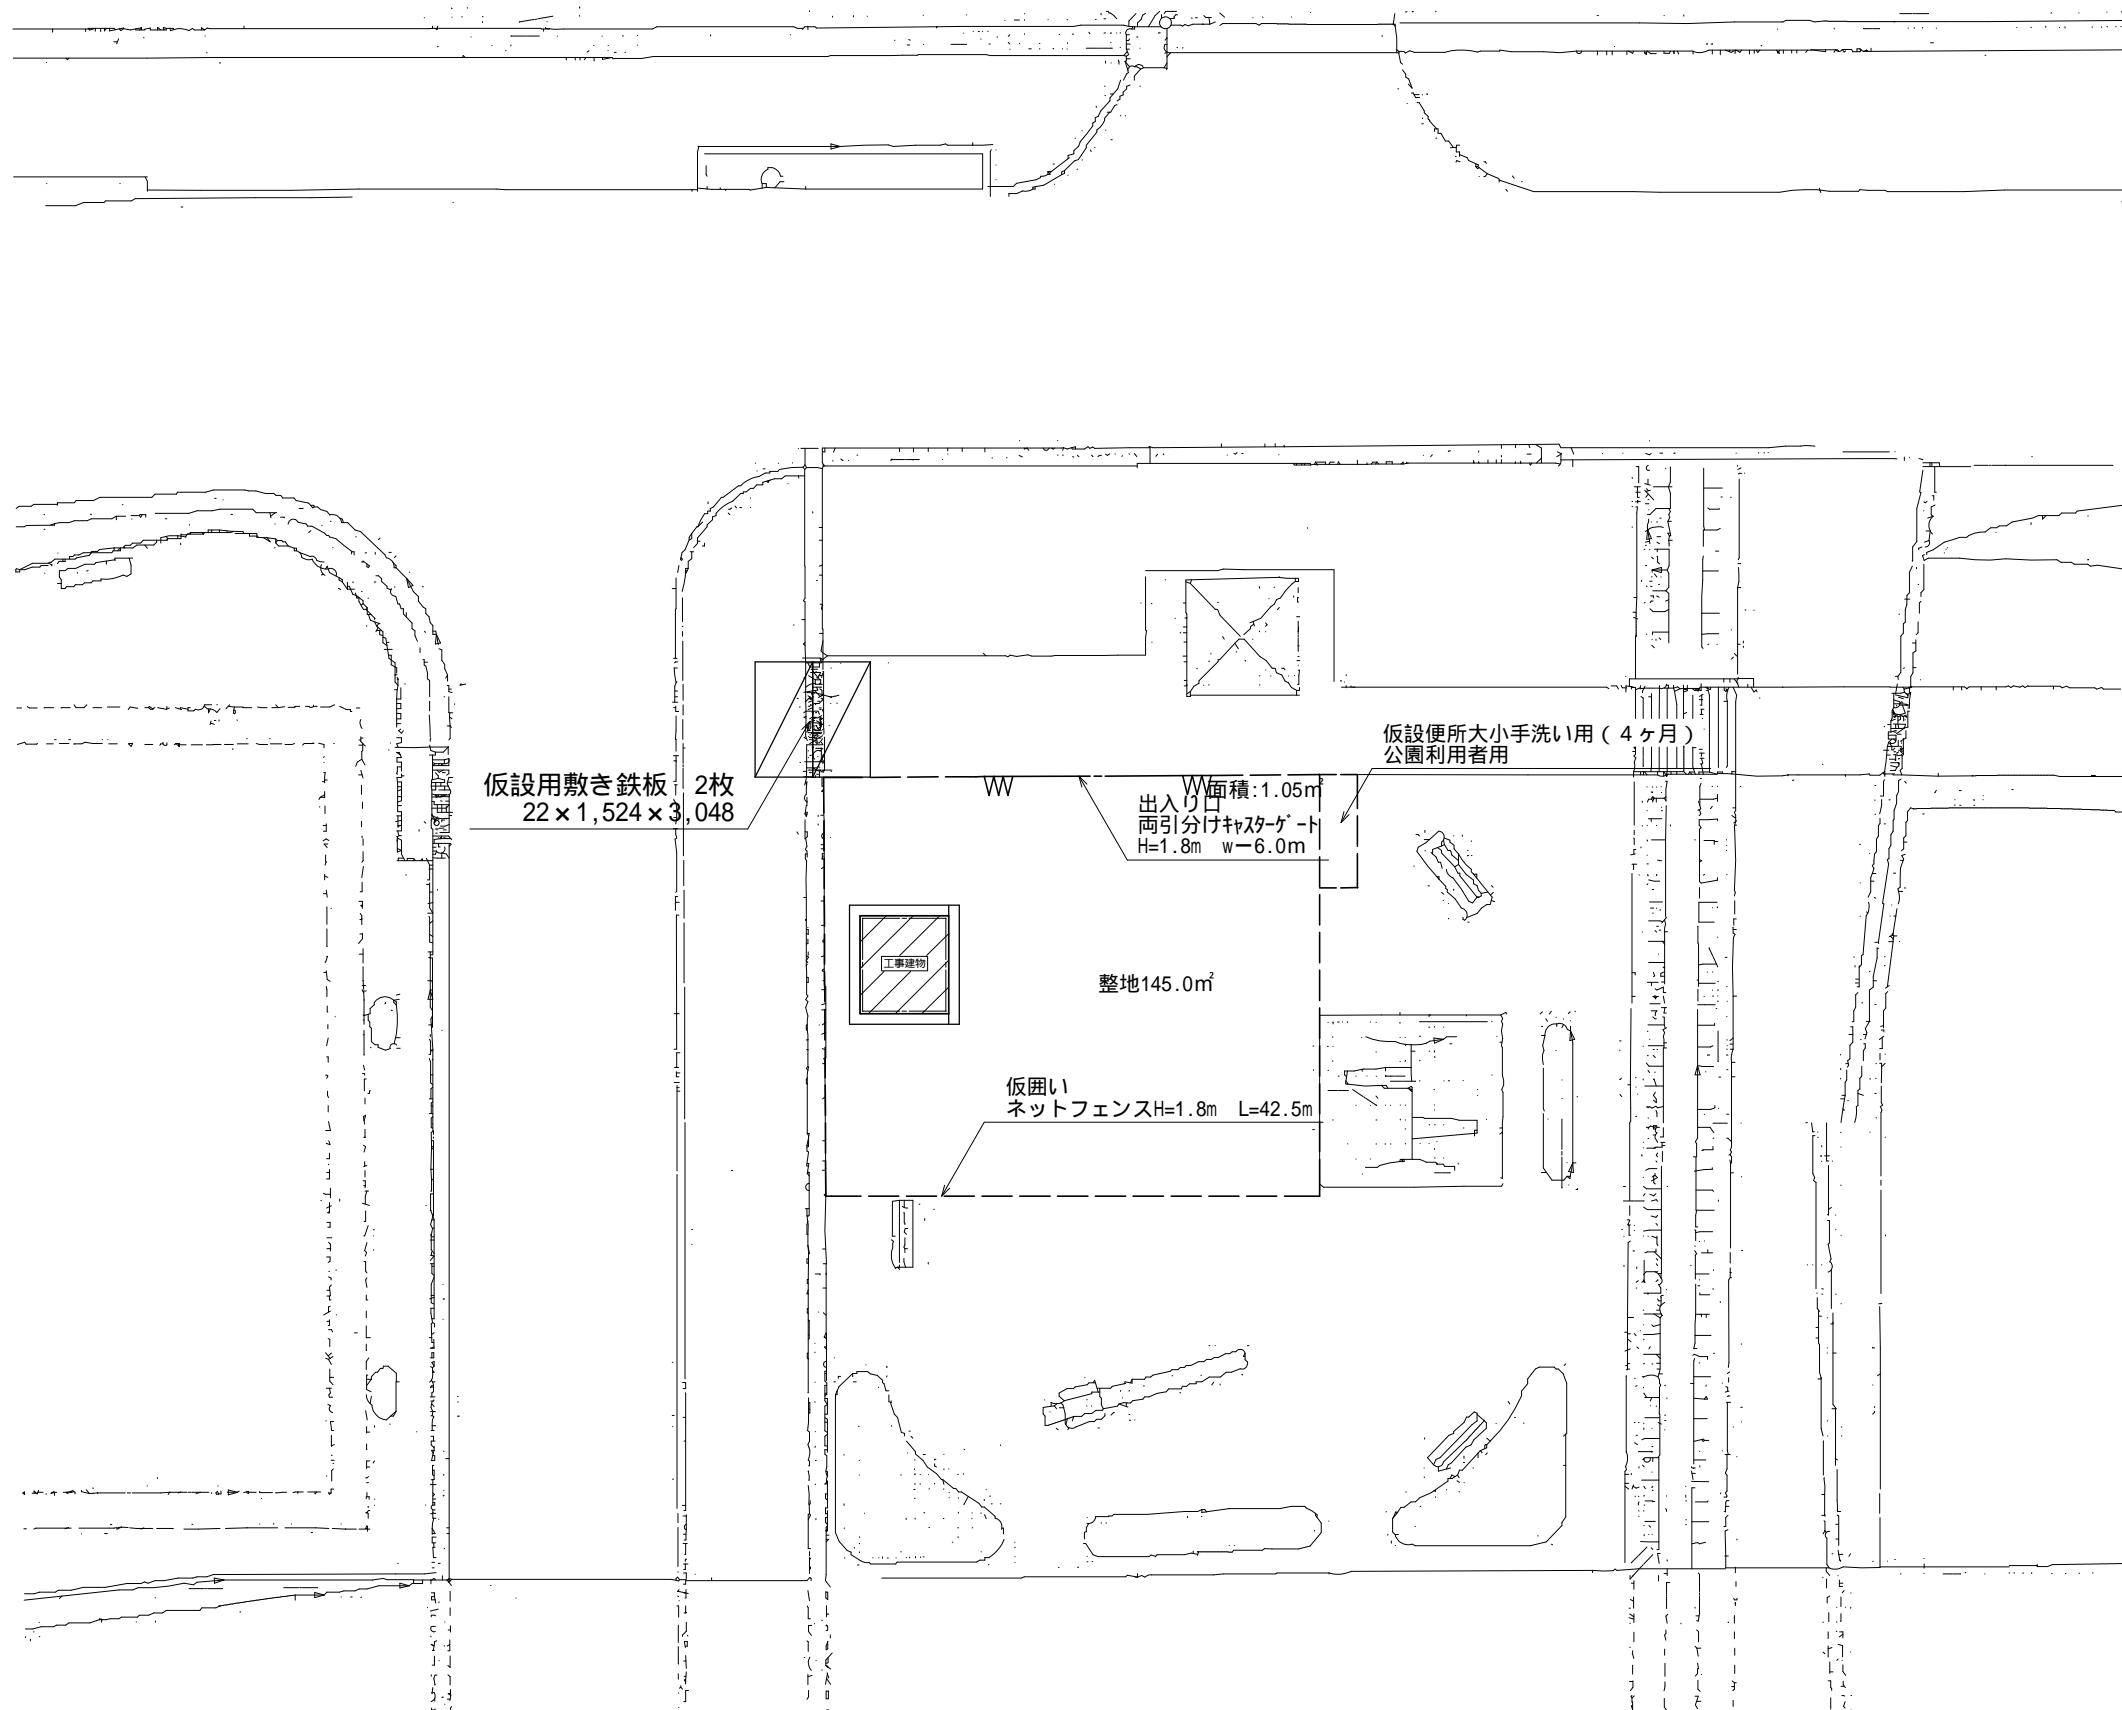 仮設便所大小手洗い用(4ヶ月)
公園利用者用
仮設用敷き鉄板 2枚
22×1,524×3,048
面積:1.05㎡
出入り口
両引分けキャスターゲート
H=1.8m wー6.0m
工事建物
整地145.0㎡
仮囲い
ネットフェンスH=1.8m L=42.5m